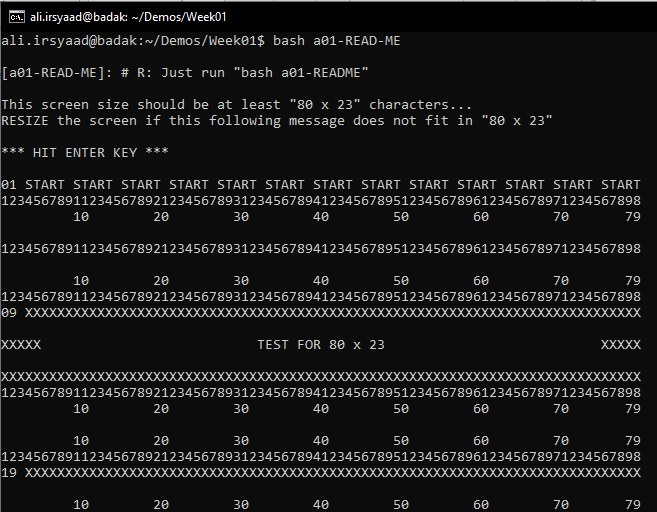 ali.irsyaad@badak: ~/Demos/Week01
ali.irsyaad@badak:~/Demos/Week01$ bash a01-READ-ME
[a01-READ-ME]: # R: Just run "bash a01-README"
This screen size should be at least "80 x 23" characters...
RESIZE the screen if this following message does not fit in "80 x 23"
*** HIT ENTER KEY ***
01 START START START START START START START START START START START START START
12345678911234567892123456789312345678941234567895123456789612345678971234567898
10 20 30 40 50 60 70 79
12345678911234567892123456789312345678941234567895123456789612345678971234567898
10 20 30 40 50 60 70 79
12345678911234567892123456789312345678941234567895123456789612345678971234567898
09 XXXXXXXXXXXXXXXXXXXXXXXXXXXXXXXXXXXXXXXXXXXXXXXXXXXXXXXXXXXXXXXXXXXXXXXXXXXXX
XXXXX TEST FOR 80 x 23 XXXXX
XXXXXXXXXXXXXXXXXXXXXXXXXXXXXXXXXXXXXXXXXXXXXXXXXXXXXXXXXXXXXXXXXXXXXXXXXXXXXXXX
12345678911234567892123456789312345678941234567895123456789612345678971234567898
10 20 30 40 50 60 70 79
10 20 30 40 50 60 70 79
12345678911234567892123456789312345678941234567895123456789612345678971234567898
19 XXXXXXXXXXXXXXXXXXXXXXXXXXXXXXXXXXXXXXXXXXXXXXXXXXXXXXXXXXXXXXXXXXXXXXXXXXXXX
10 20 30 40 50 60 70 79